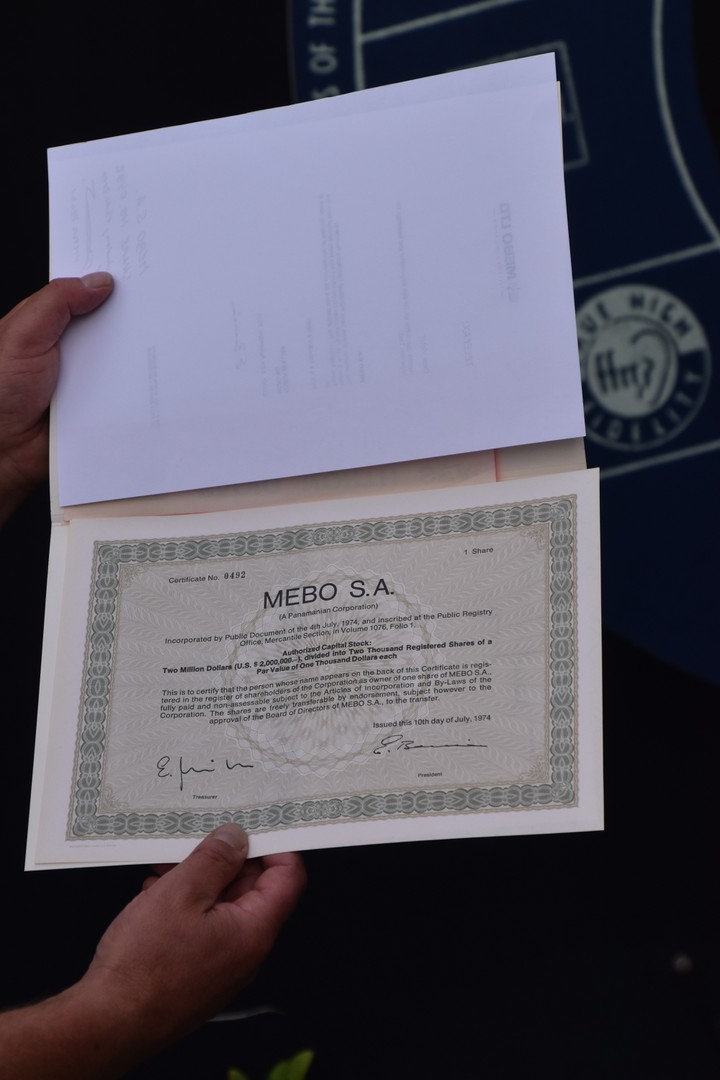 S OF TH
UE HIGH
FIDELITY
MEBO LTD
Certificate No. 0492
1 Share
MEBO S.A.
(A Panamanian Corporation)
Incorporated by Public Document of the 4th July, 1974, and inscribed at the Public Registry
Office, Mercantile Section, in Volume 1076, Folio 1.
Authorized Capital Stock:
Two Million Dollars (U.S. $ 2,000,000.–), divided into Two Thousand Registered Shares of a
Par Value of One Thousand Dollars each
This is to certify that the person whose name appears on the back of this Certificate is regis-
tered in the register of shareholders of the Corporation as owner of one share of MEBO S.A.,
fully paid and non-assessable subject to the Articles of Incorporation and By-Laws of the
Corporation. The shares are freely transferable by endorsement, subject however to the
approval of the Board of Directors of MEBO S.A., to the transfer.
Issued this 10th day of July, 1974
Treasurer
President